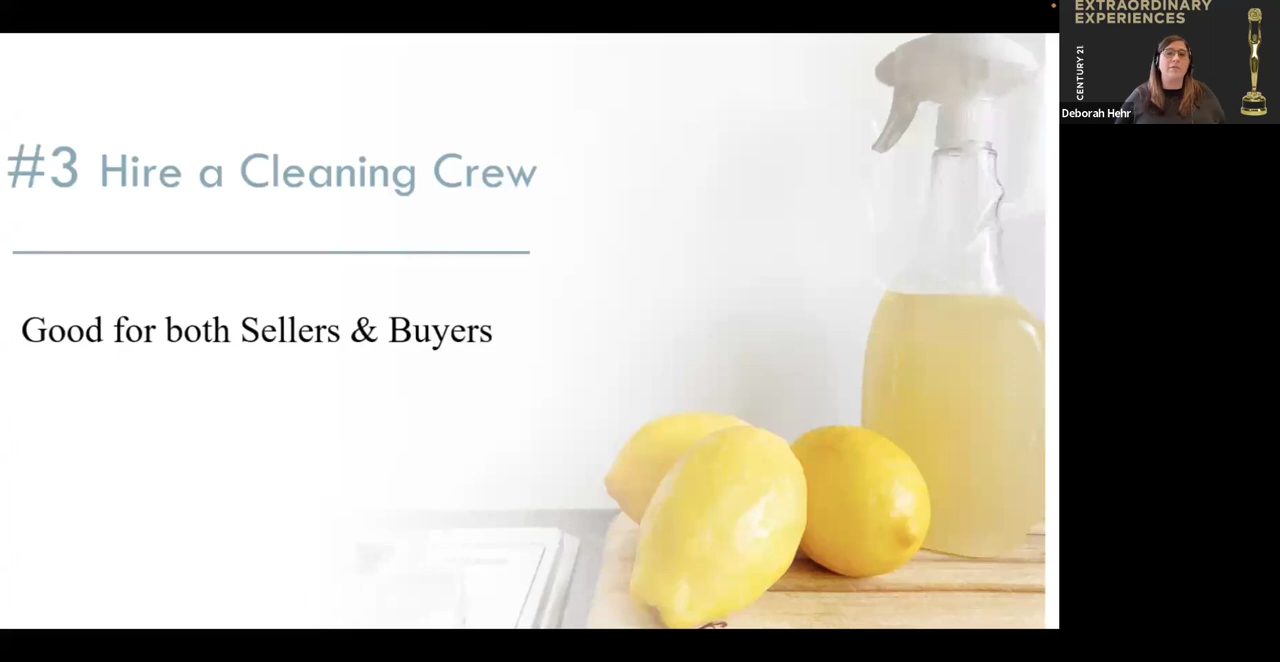 #3 Hire a Cleaning Crew
Good for both Sellers & Buyers
EXTRAORDINARY
EXPERIENCES
CENTURY 21
Deborah Hehr